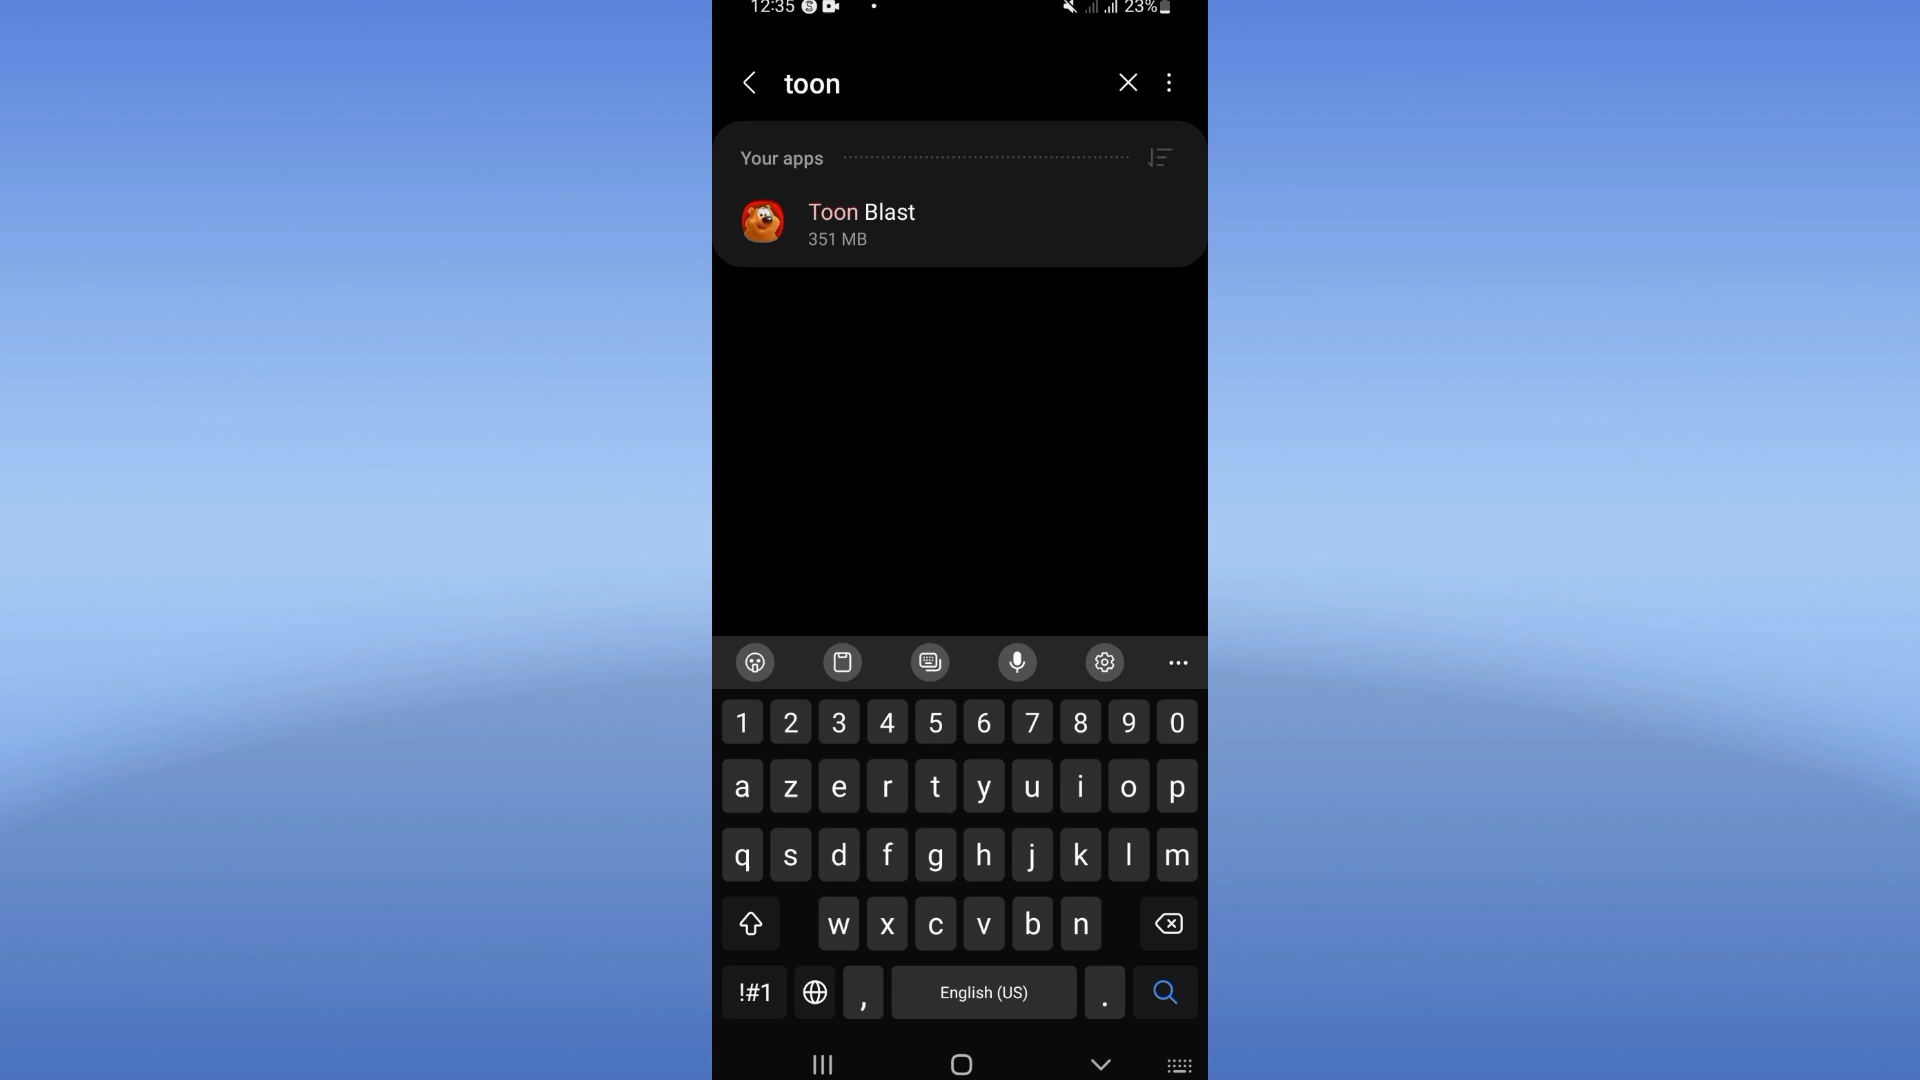 12:35 23%
toon
Your apps
Toon Blast
351 MB
1 2 3 4 5 6 7 8 9 0
a z e r t y u i o p
q s d f g h j k l m
w x c v b n
!#1 , English (US) .